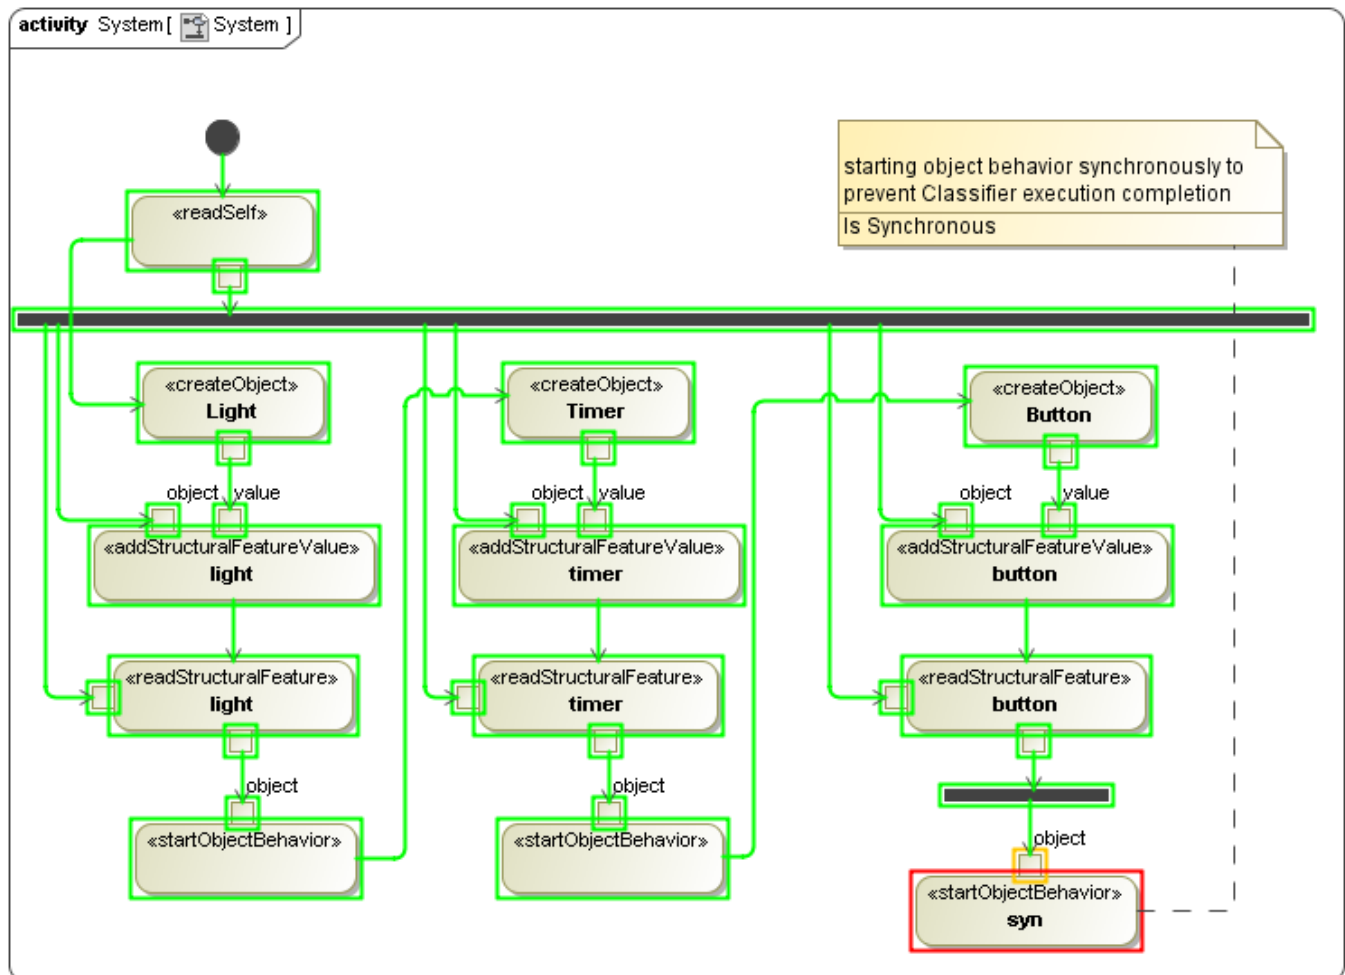 activity System [ System ]
starting object behavior synchronously to
prevent Classifier execution completion
Is Synchronous
«readSelf»
«createObject»
Light
«createObject»
Timer
«createObject»
Button
object value
object value
object value
«addStructuralFeatureValue»
light
«addStructuralFeatureValue»
timer
«addStructuralFeatureValue»
button
«readStructuralFeature»
light
«readStructuralFeature»
timer
«readStructuralFeature»
button
object
object
object
«startObjectBehavior»
«startObjectBehavior»
«startObjectBehavior»
syn